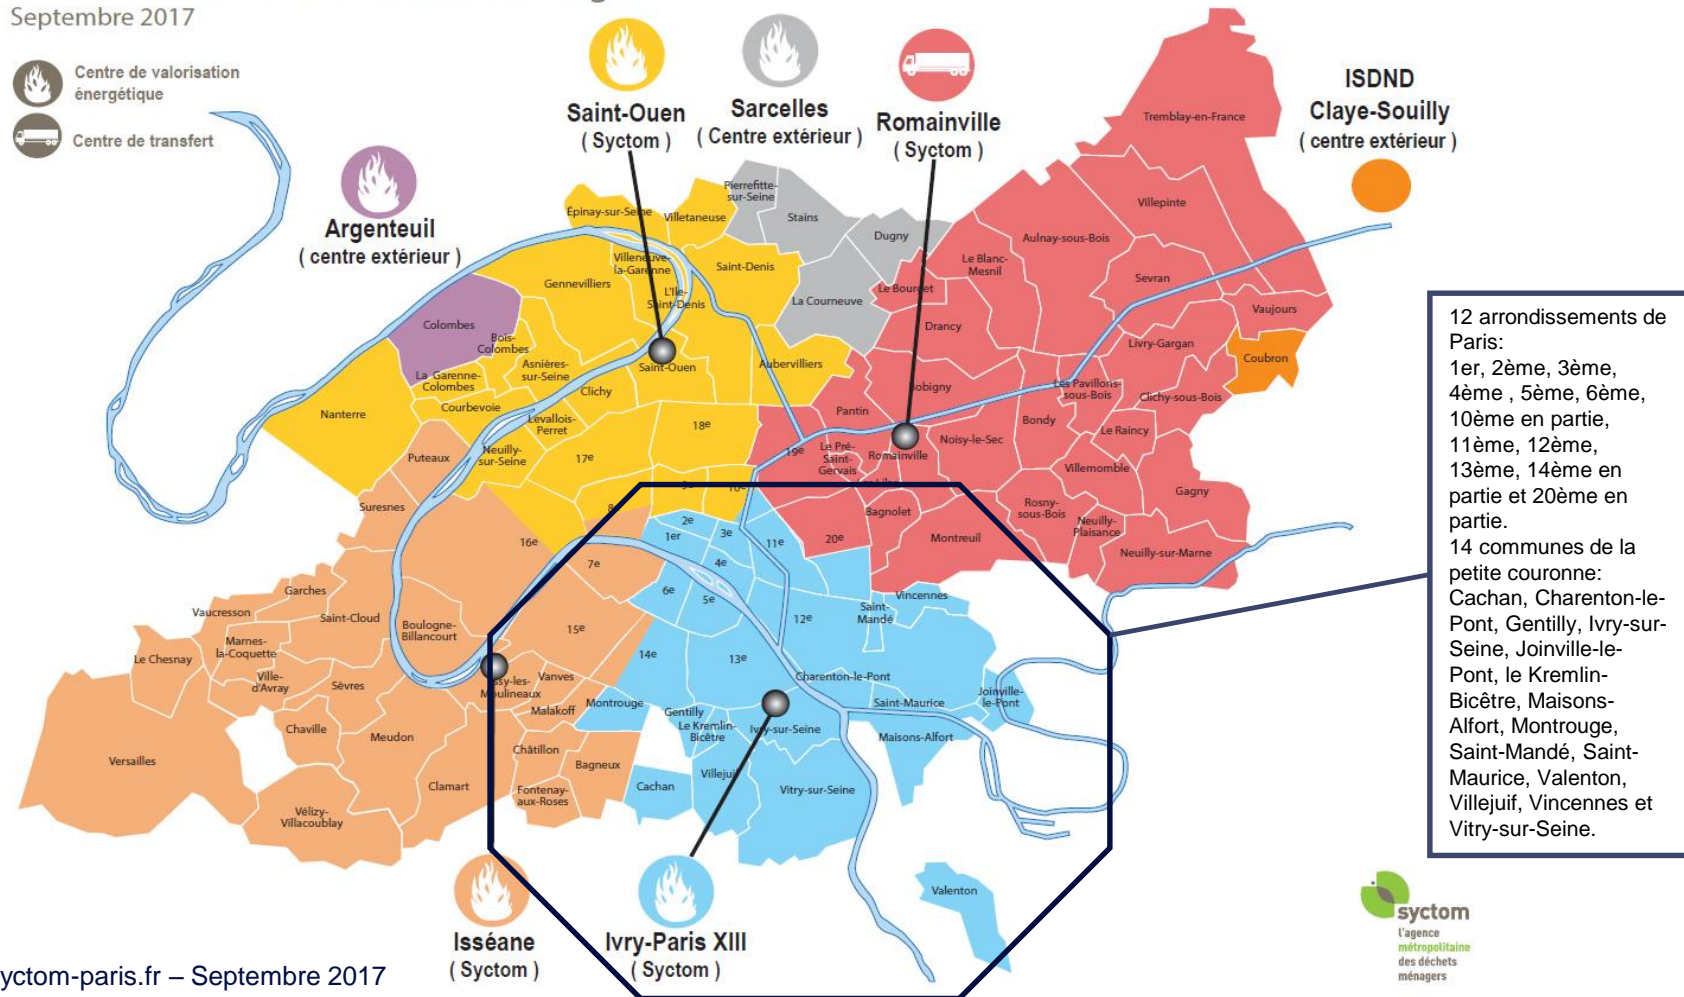 Septembre 2017
Centre de valorisation
énergétique
Centre de transfert
Saint-Ouen
( Syctom )
Sarcelles
( Centre extérieur )
Romainville
( Syctom )
ISDND
Claye-Souilly
( centre extérieur )
Argenteuil
( centre extérieur )
Tremblay-en-France
Pierrefitte-
sur-Seine
Stains
Villepinte
Épinay-sur-Seine
Villetaneuse
Dugny
Aulnay-sous-Bois
Villeneuve-
la-Garenne
Saint-Denis
Le Blanc-
Mesnil
Sevran
Gennevilliers
L'Ile-
Saint-Denis
La Courneuve
Le Bourget
Vaujours
Colombes
Drancy
Livry-Gargan
Bois-
Colombes
Coubron
Asnières-
sur-Seine
Saint-Ouen
Aubervilliers
La Garenne-
Colombes
Clichy
Bobigny
Les Pavillons-
sous-Bois
Clichy-sous-Bois
Nanterre
Courbevoie
Levallois-
Perret
Pantin
Bondy
Le Raincy
18e
Noisy-le-Sec
19e
Le Pré-
Saint-
Gervais
Romainville
Puteaux
Neuilly-
sur-Seine
17e
Villemomble
Gagny
Suresnes
8e
Bagnolet
Rosny-
sous-Bois
Neuilly-
Plaisance
16e
2e
1er
3e
11e
20e
Montreuil
Neuilly-sur-Marne
7e
4e
6e
5e
Vincennes
Saint-
Mandé
12e
Garches
Vaucresson
Saint-Cloud
Boulogne-
Billancourt
15e
Marnes-
la-Coquette
Le Chesnay
14e
13e
Ville-
d'Avray
Sèvres
Issy-les-
Moulineaux
Vanves
Charenton-le-Pont
Joinville-
le-Pont
Malakoff
Montrouge
Gentilly
Saint-Maurice
Chaville
Meudon
Le Kremlin-
Bicêtre
Ivry-sur-Seine
Maisons-Alfort
Versailles
Châtillon
Bagneux
Clamart
Fontenay-
aux-Roses
Cachan
Villejuif
Vitry-sur-Seine
Vélizy-
Villacoublay
Valenton
Isséane
( Syctom )
Ivry-Paris XIII
( Syctom )
12 arrondissements de
Paris:
1er, 2ème, 3ème,
4ème , 5ème, 6ème,
10ème en partie,
11ème, 12ème,
13ème, 14ème en
partie et 20ème en
partie.
14 communes de la
petite couronne:
Cachan, Charenton-le-
Pont, Gentilly, Ivry-sur-
Seine, Joinville-le-
Pont, le Kremlin-
Bicêtre, Maisons-
Alfort, Montrouge,
Saint-Mandé, Saint-
Maurice, Valenton,
Villejuif, Vincennes et
Vitry-sur-Seine.
syctom
l'agence
métropolitaine
des déchets
ménagers
yctom-paris.fr – Septembre 2017